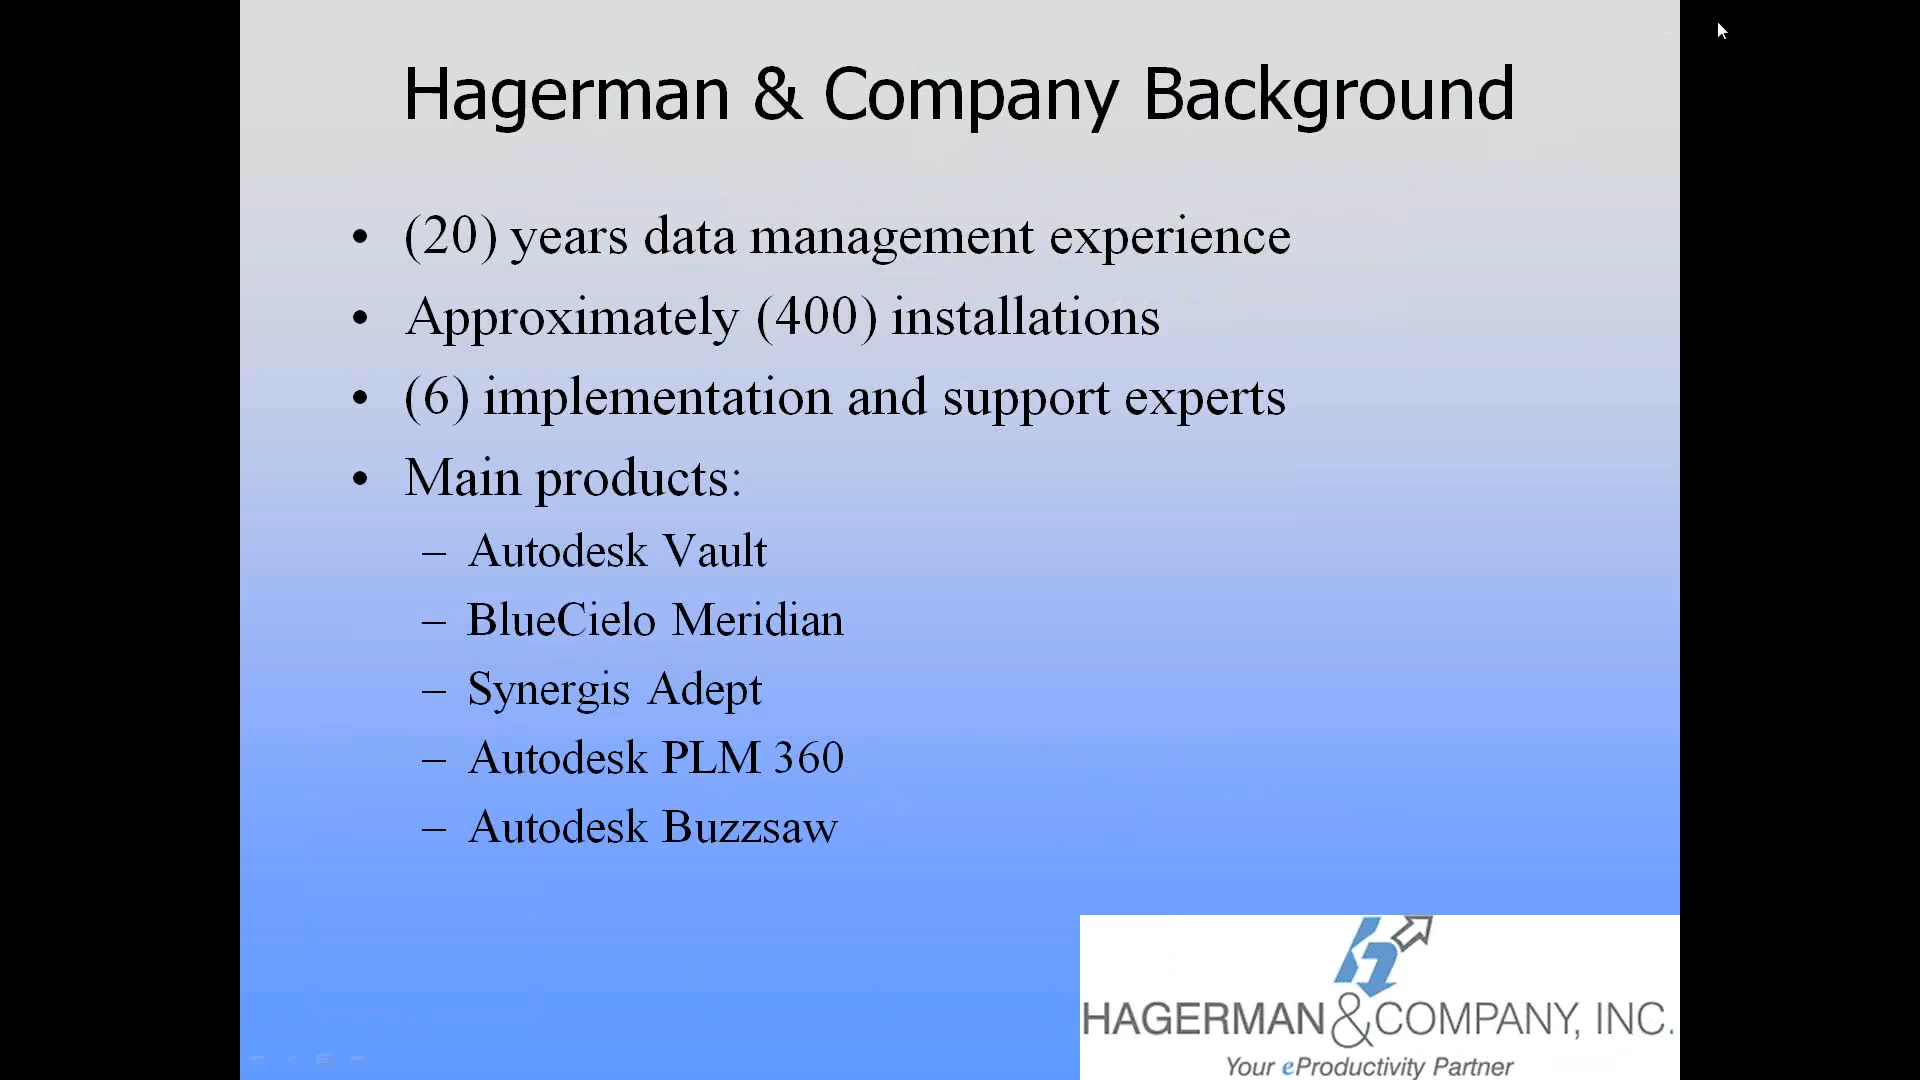 Hagerman & Company Background
• (20) years data management experience
• Approximately (400) installations
• (6) implementation and support experts
• Main products:
– Autodesk Vault
– BlueCielo Meridian
– Synergis Adept
– Autodesk PLM 360
– Autodesk Buzzsaw
HAGERMAN & COMPANY, INC.
Your eProductivity Partner